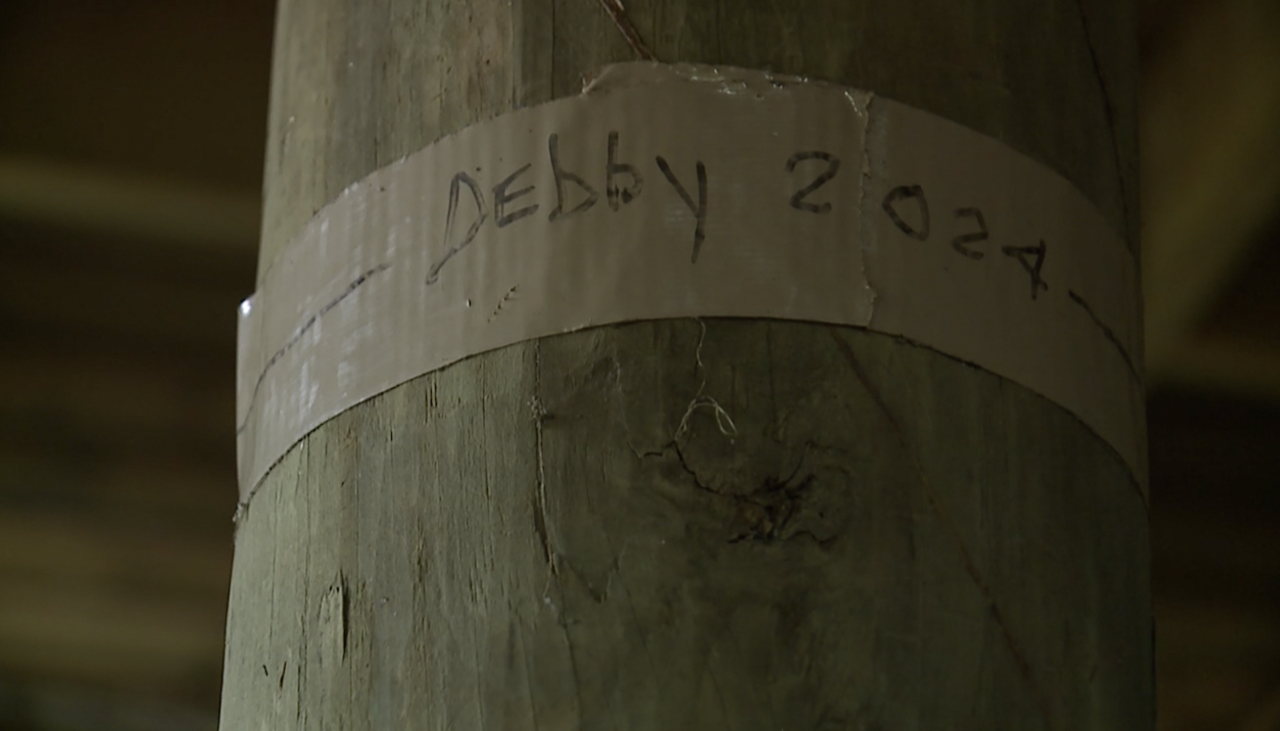 — DEbby 2024 —